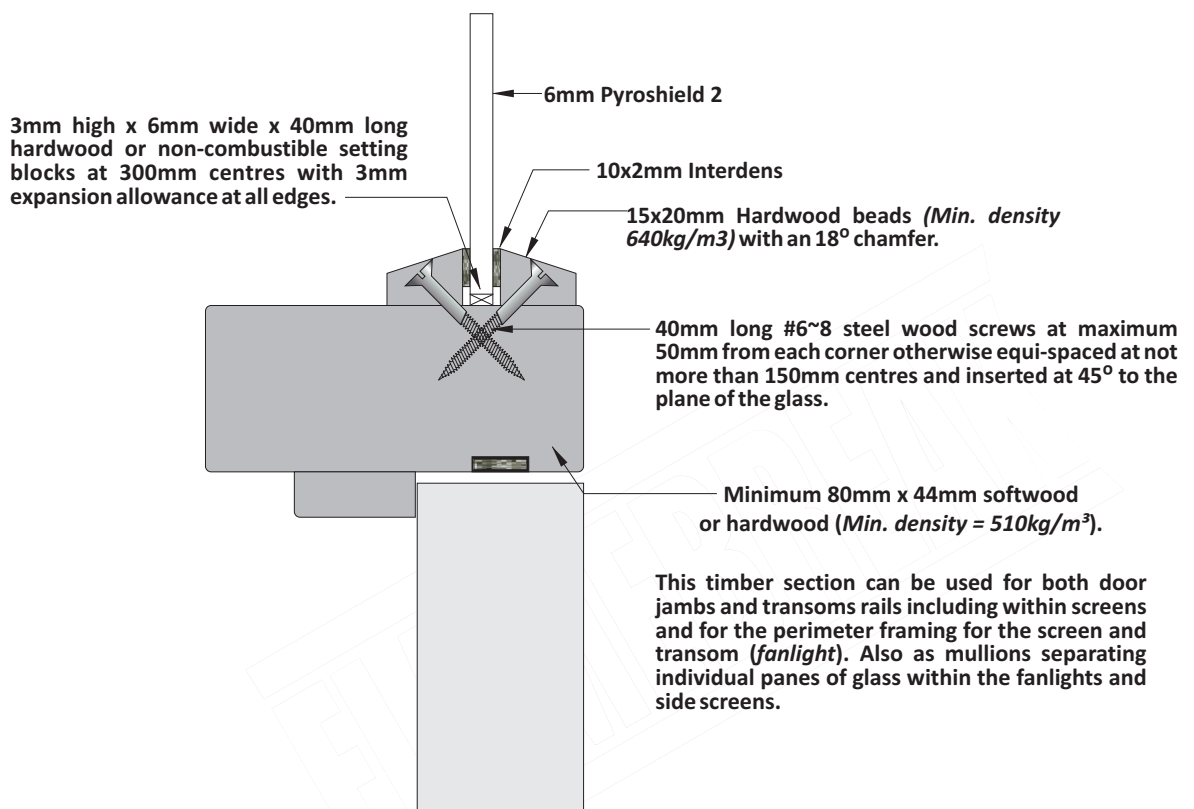 6mm Pyroshield 2
3mm high x 6mm wide x 40mm long
hardwood or non-combustible setting
blocks at 300mm centres with 3mm
expansion allowance at all edges.
10x2mm Interdens
15x20mm Hardwood beads (Min. density
640kg/m3) with an 18⁰ chamfer.
40mm long #6~8 steel wood screws at maximum
50mm from each corner otherwise equi-spaced at not
more than 150mm centres and inserted at 45⁰ to the
plane of the glass.
Minimum 80mm x 44mm softwood
or hardwood (Min. density = 510kg/m³).
This timber section can be used for both door
jambs and transoms rails including within screens
and for the perimeter framing for the screen and
transom (fanlight). Also as mullions separating
individual panes of glass within the fanlights and
side screens.